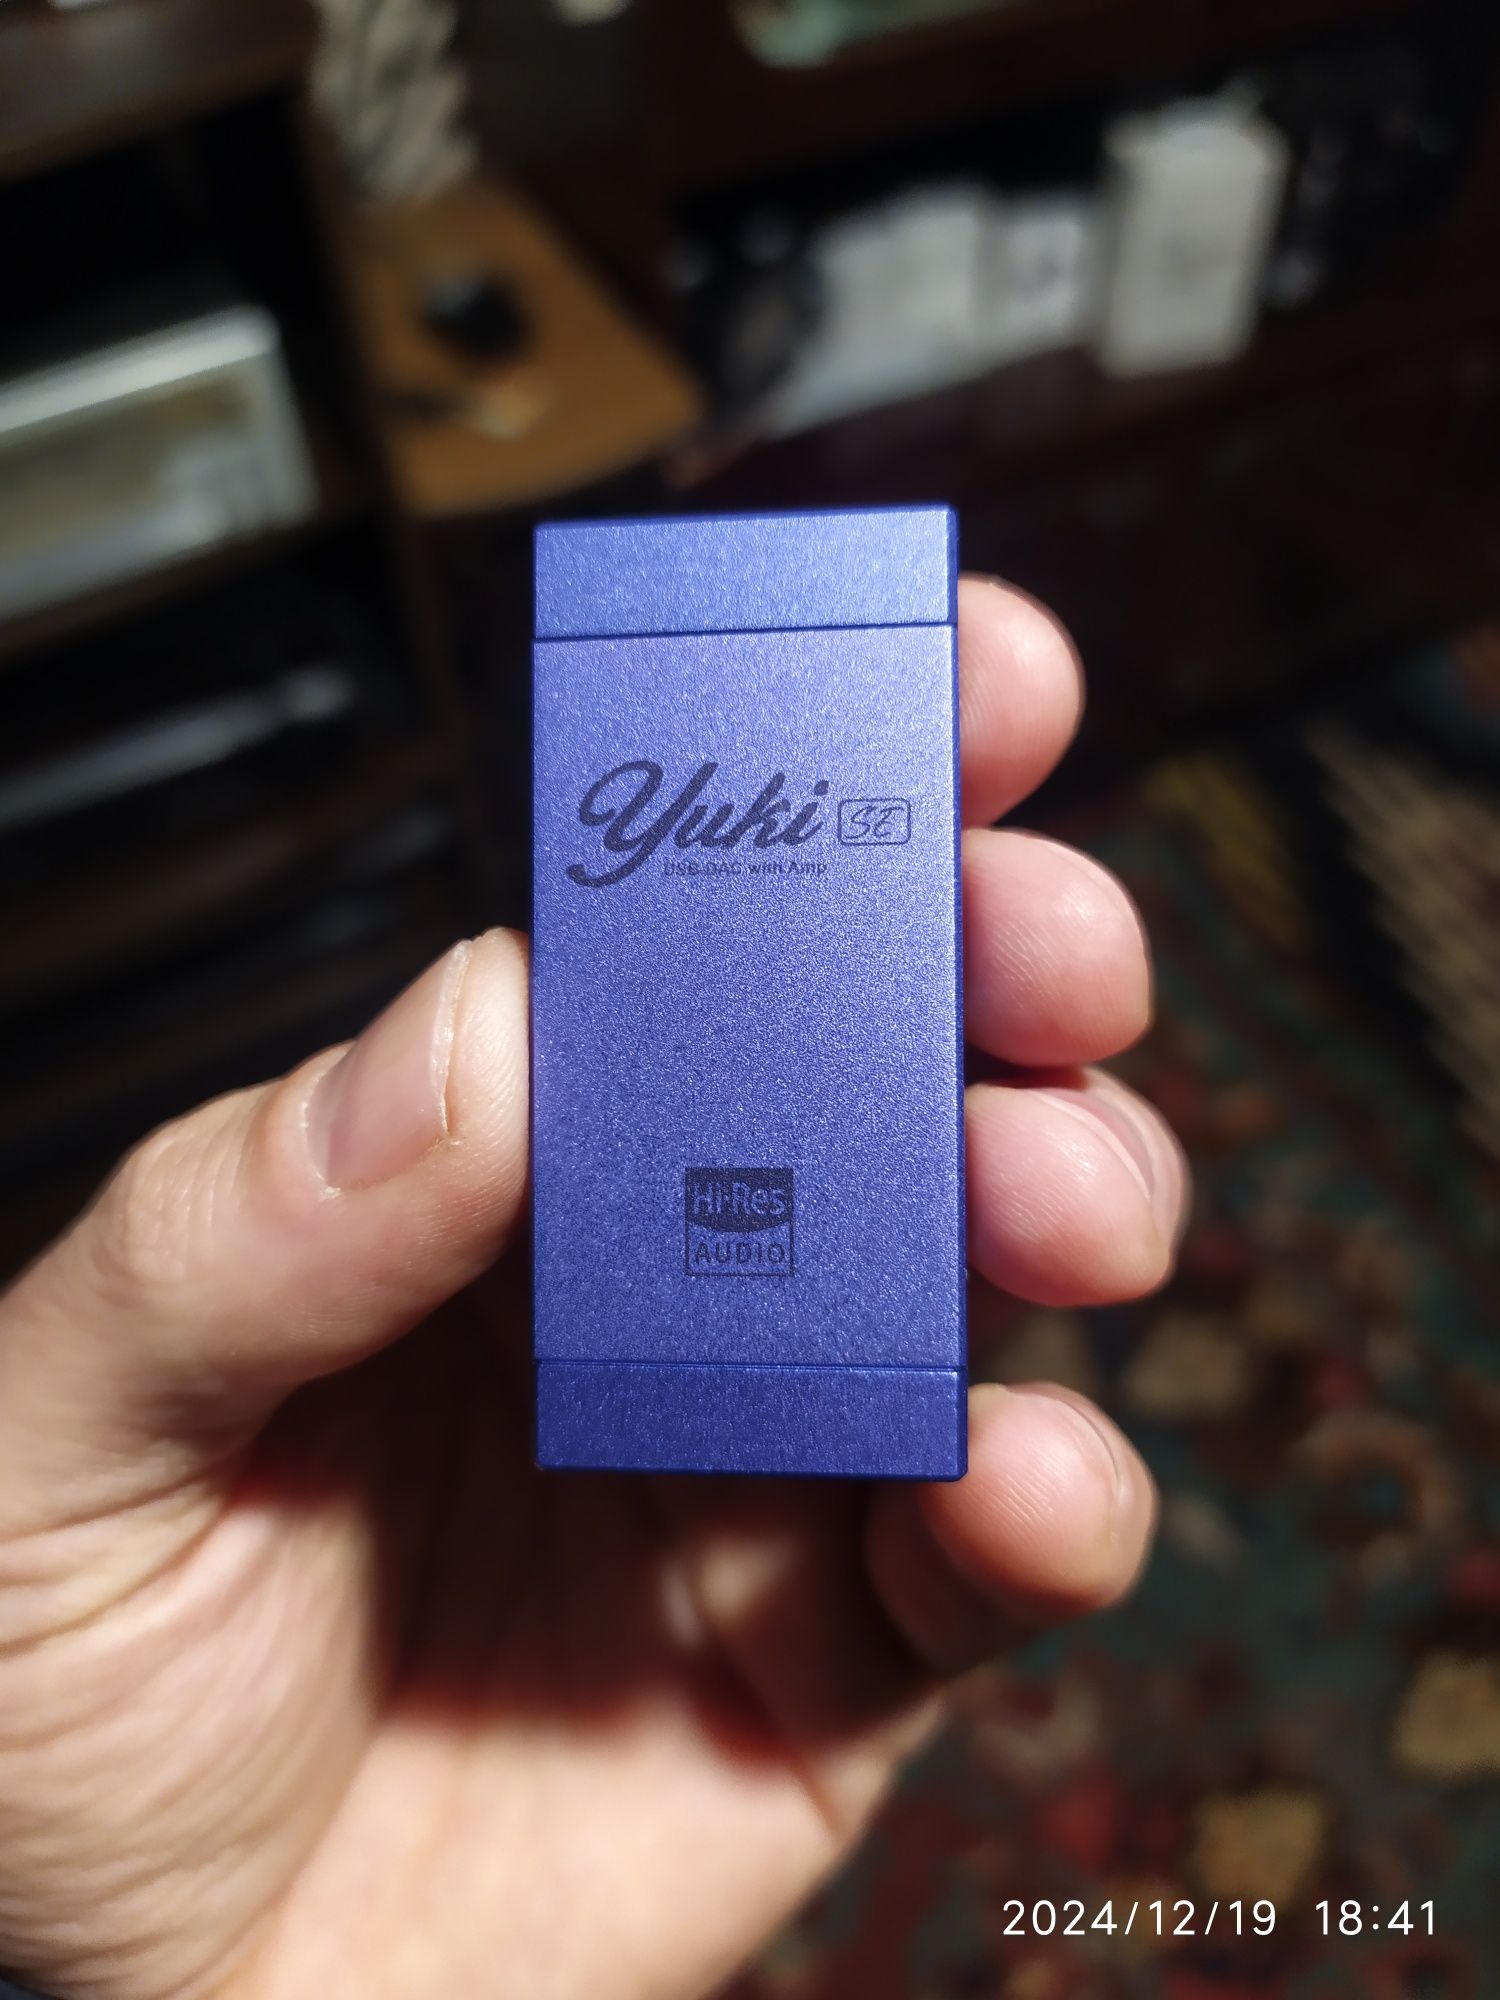 Yuki SE
USB DAC with Amp
Hi-Res
AUDIO
2024/12/19 18:41